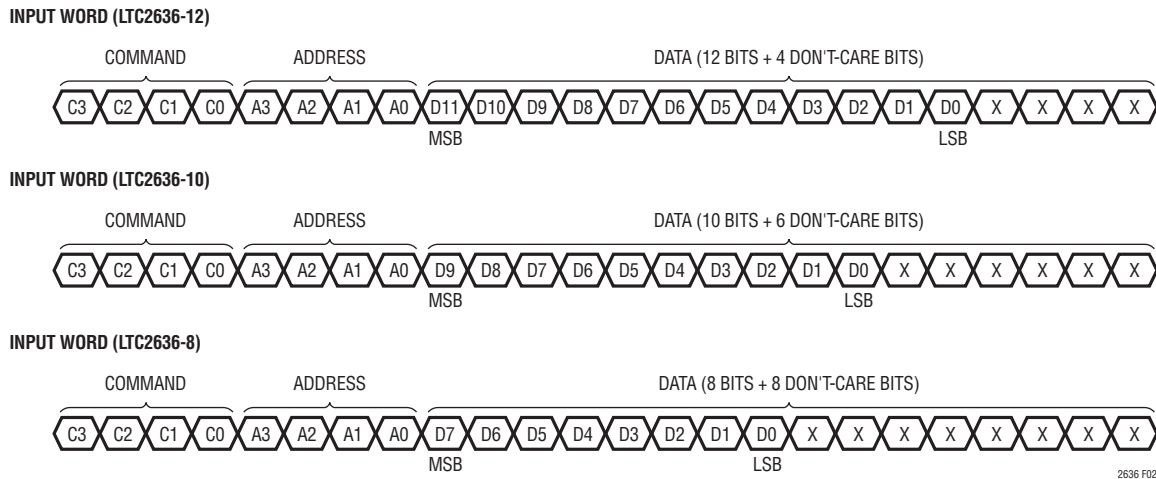 INPUT WORD (LTC2636-12)
COMMAND ADDRESS DATA (12 BITS + 4 DON'T-CARE BITS)
C3 C2 C1 C0 A3 A2 A1 A0 D11 D10 D9 D8 D7 D6 D5 D4 D3 D2 D1 D0 X X X X
MSB LSB
INPUT WORD (LTC2636-10)
COMMAND ADDRESS DATA (10 BITS + 6 DON'T-CARE BITS)
C3 C2 C1 C0 A3 A2 A1 A0 D9 D8 D7 D6 D5 D4 D3 D2 D1 D0 X X X X X X
MSB LSB
INPUT WORD (LTC2636-8)
COMMAND ADDRESS DATA (8 BITS + 8 DON'T-CARE BITS)
C3 C2 C1 C0 A3 A2 A1 A0 D7 D6 D5 D4 D3 D2 D1 D0 X X X X X X X X
MSB LSB
2636 F02